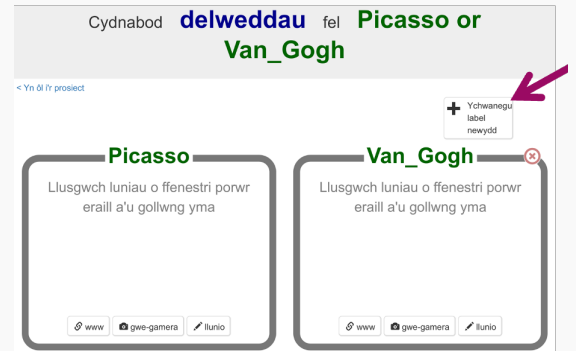 Cydnabod delweddau fel Picasso or
Van_Gogh
< Yn ôl i'r prosiect
Ychwanegu
label
newydd
Picasso
Llusgwch luniau o ffenestri porwr
eraill a'u gollwng yma
www gwe-gamera llunio
Van_Gogh
Llusgwch luniau o ffenestri porwr
eraill a'u gollwng yma
www gwe-gamera llunio